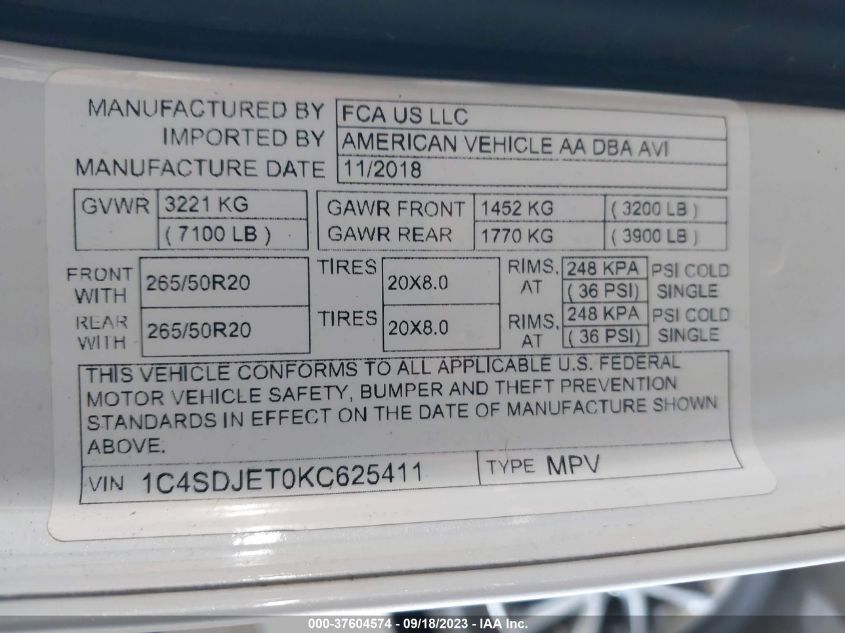 MANUFACTURED BY FCA US LLC
IMPORTED BY AMERICAN VEHICLE AA DBA AVI
MANUFACTURE DATE 11/2018
GVWR 3221 KG GAWR FRONT 1452 KG ( 3200 LB )
( 7100 LB ) GAWR REAR 1770 KG ( 3900 LB )
FRONT WITH 265/50R20 TIRES 20X8.0 RIMS, AT 248 KPA ( 36 PSI) PSI COLD SINGLE
REAR WITH 265/50R20 TIRES 20X8.0 RIMS, AT 248 KPA ( 36 PSI) PSI COLD SINGLE
THIS VEHICLE CONFORMS TO ALL APPLICABLE U.S. FEDERAL
MOTOR VEHICLE SAFETY, BUMPER AND THEFT PREVENTION
STANDARDS IN EFFECT ON THE DATE OF MANUFACTURE SHOWN
ABOVE.
VIN 1C4SDJET0KC625411 TYPE MPV
000-37604574 - 09/18/2023 - IAA Inc.